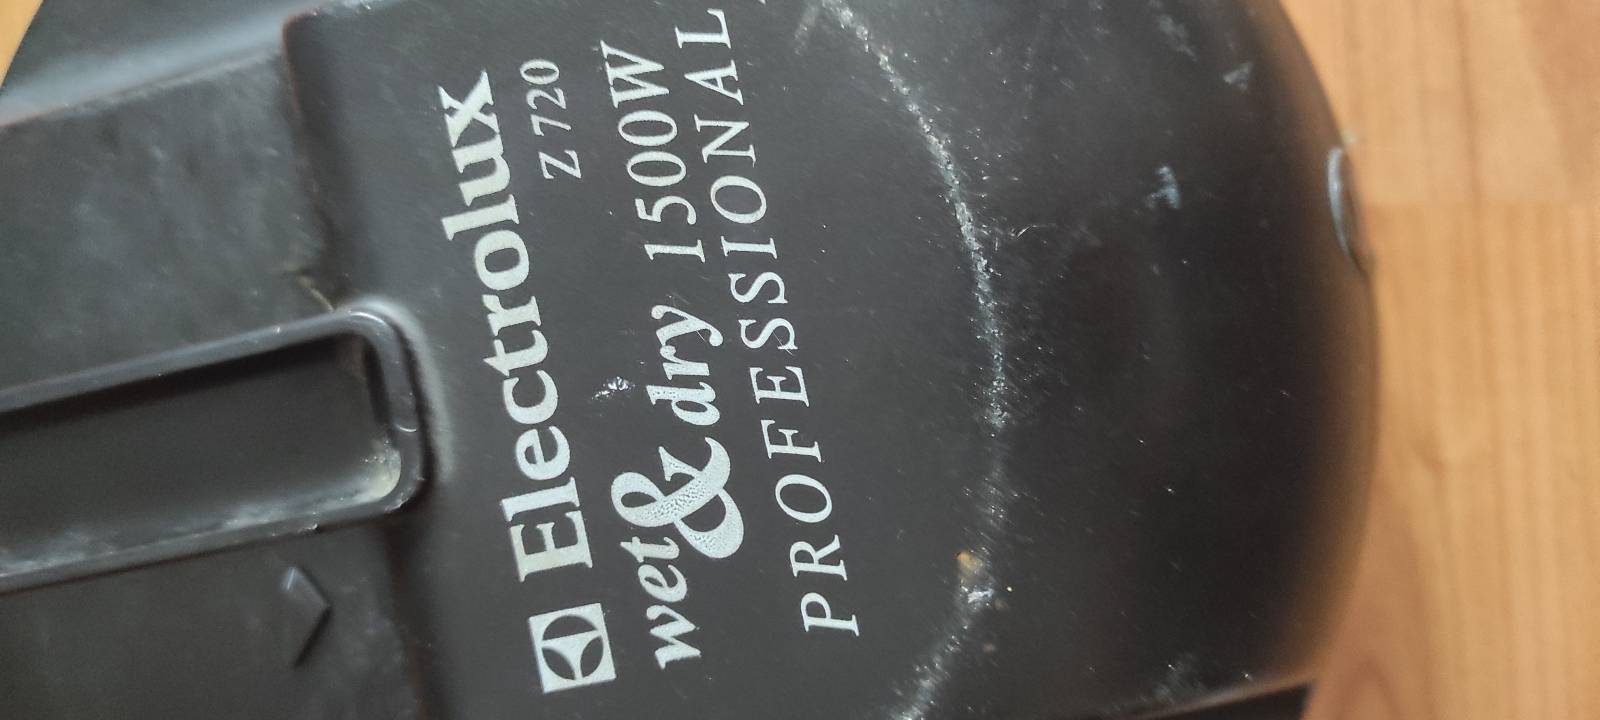 Electrolux
Z 720
wet & dry 1500W
PROFESSIONAL